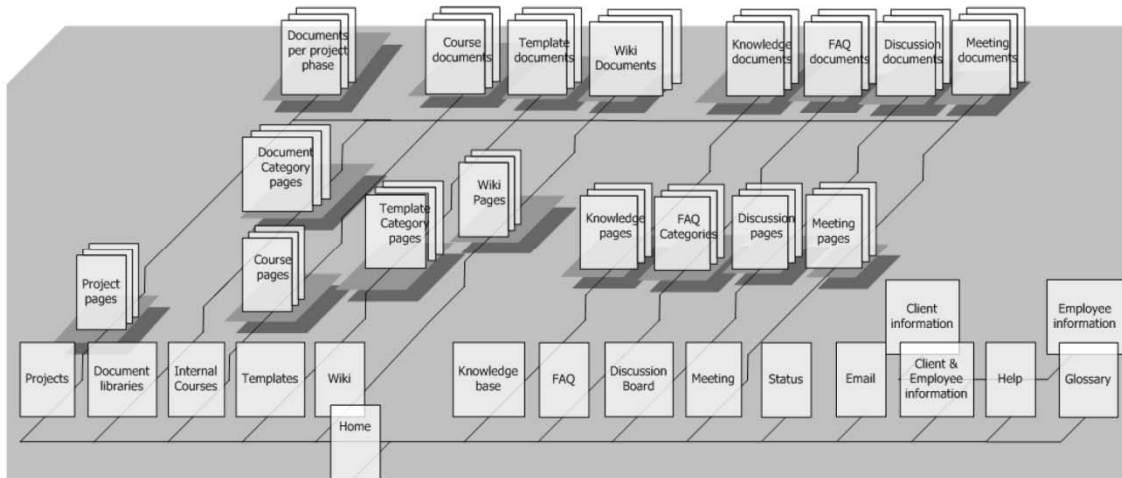 Documents
per project
phase
Course
documents
Template
documents
Wiki
Documents
Knowledge
documents
FAQ
documents
Discussion
documents
Meeting
documents
Document
Category
pages
Template
Category
pages
Wiki
Pages
Knowledge
pages
FAQ
Categories
Discussion
pages
Meeting
pages
Project
pages
Course
pages
Client
information
Employee
information
Projects
Document
libraries
Internal
Courses
Templates
Wiki
Knowledge
base
FAQ
Discussion
Board
Meeting
Status
Email
Client &
Employee
information
Help
Glossary
Home